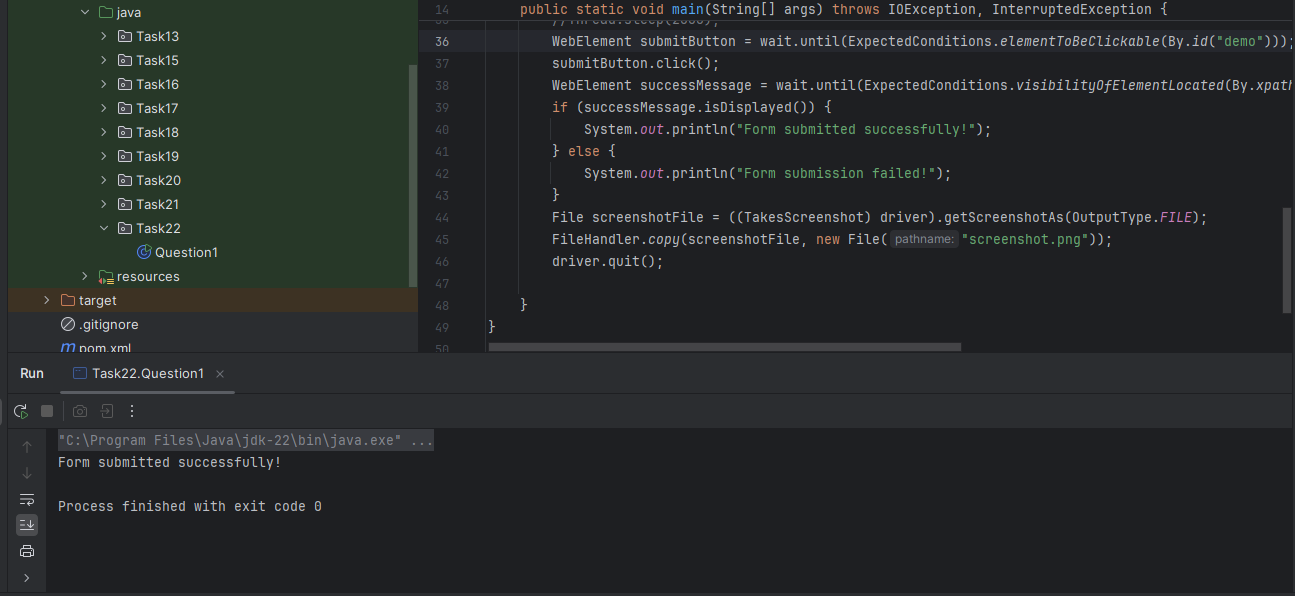 java
Task13
Task15
Task16
Task17
Task18
Task19
Task20
Task21
Task22
Question1
resources
target
.gitignore
pom.xml
14 public static void main(String[] args) throws IOException, InterruptedException {
36 WebElement submitButton = wait.until(ExpectedConditions.elementToBeClickable(By.id("demo")));
37 submitButton.click();
38 WebElement successMessage = wait.until(ExpectedConditions.visibilityOfElementLocated(By.xpath
39 if (successMessage.isDisplayed()) {
40 System.out.println("Form submitted successfully!");
41 } else {
42 System.out.println("Form submission failed!");
43 }
44 File screenshotFile = ((TakesScreenshot) driver).getScreenshotAs(OutputType.FILE);
45 FileHandler.copy(screenshotFile, new File( pathname: "screenshot.png"));
46 driver.quit();
47
48 }
49 }
50
Run Task22.Question1
"C:\Program Files\Java\jdk-22\bin\java.exe" ...
Form submitted successfully!
Process finished with exit code 0